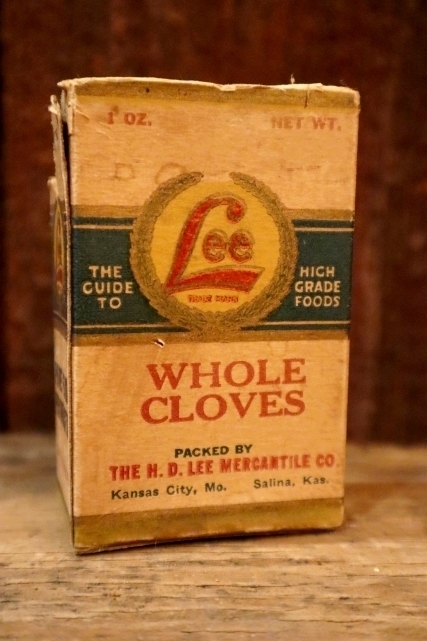 1 OZ. NET WT.
Lee
TRADE MARK
THE GUIDE TO
HIGH GRADE FOODS
WHOLE
CLOVES
PACKED BY
THE H. D. LEE MERCANTILE CO
Kansas City, Mo. Salina, Kas.